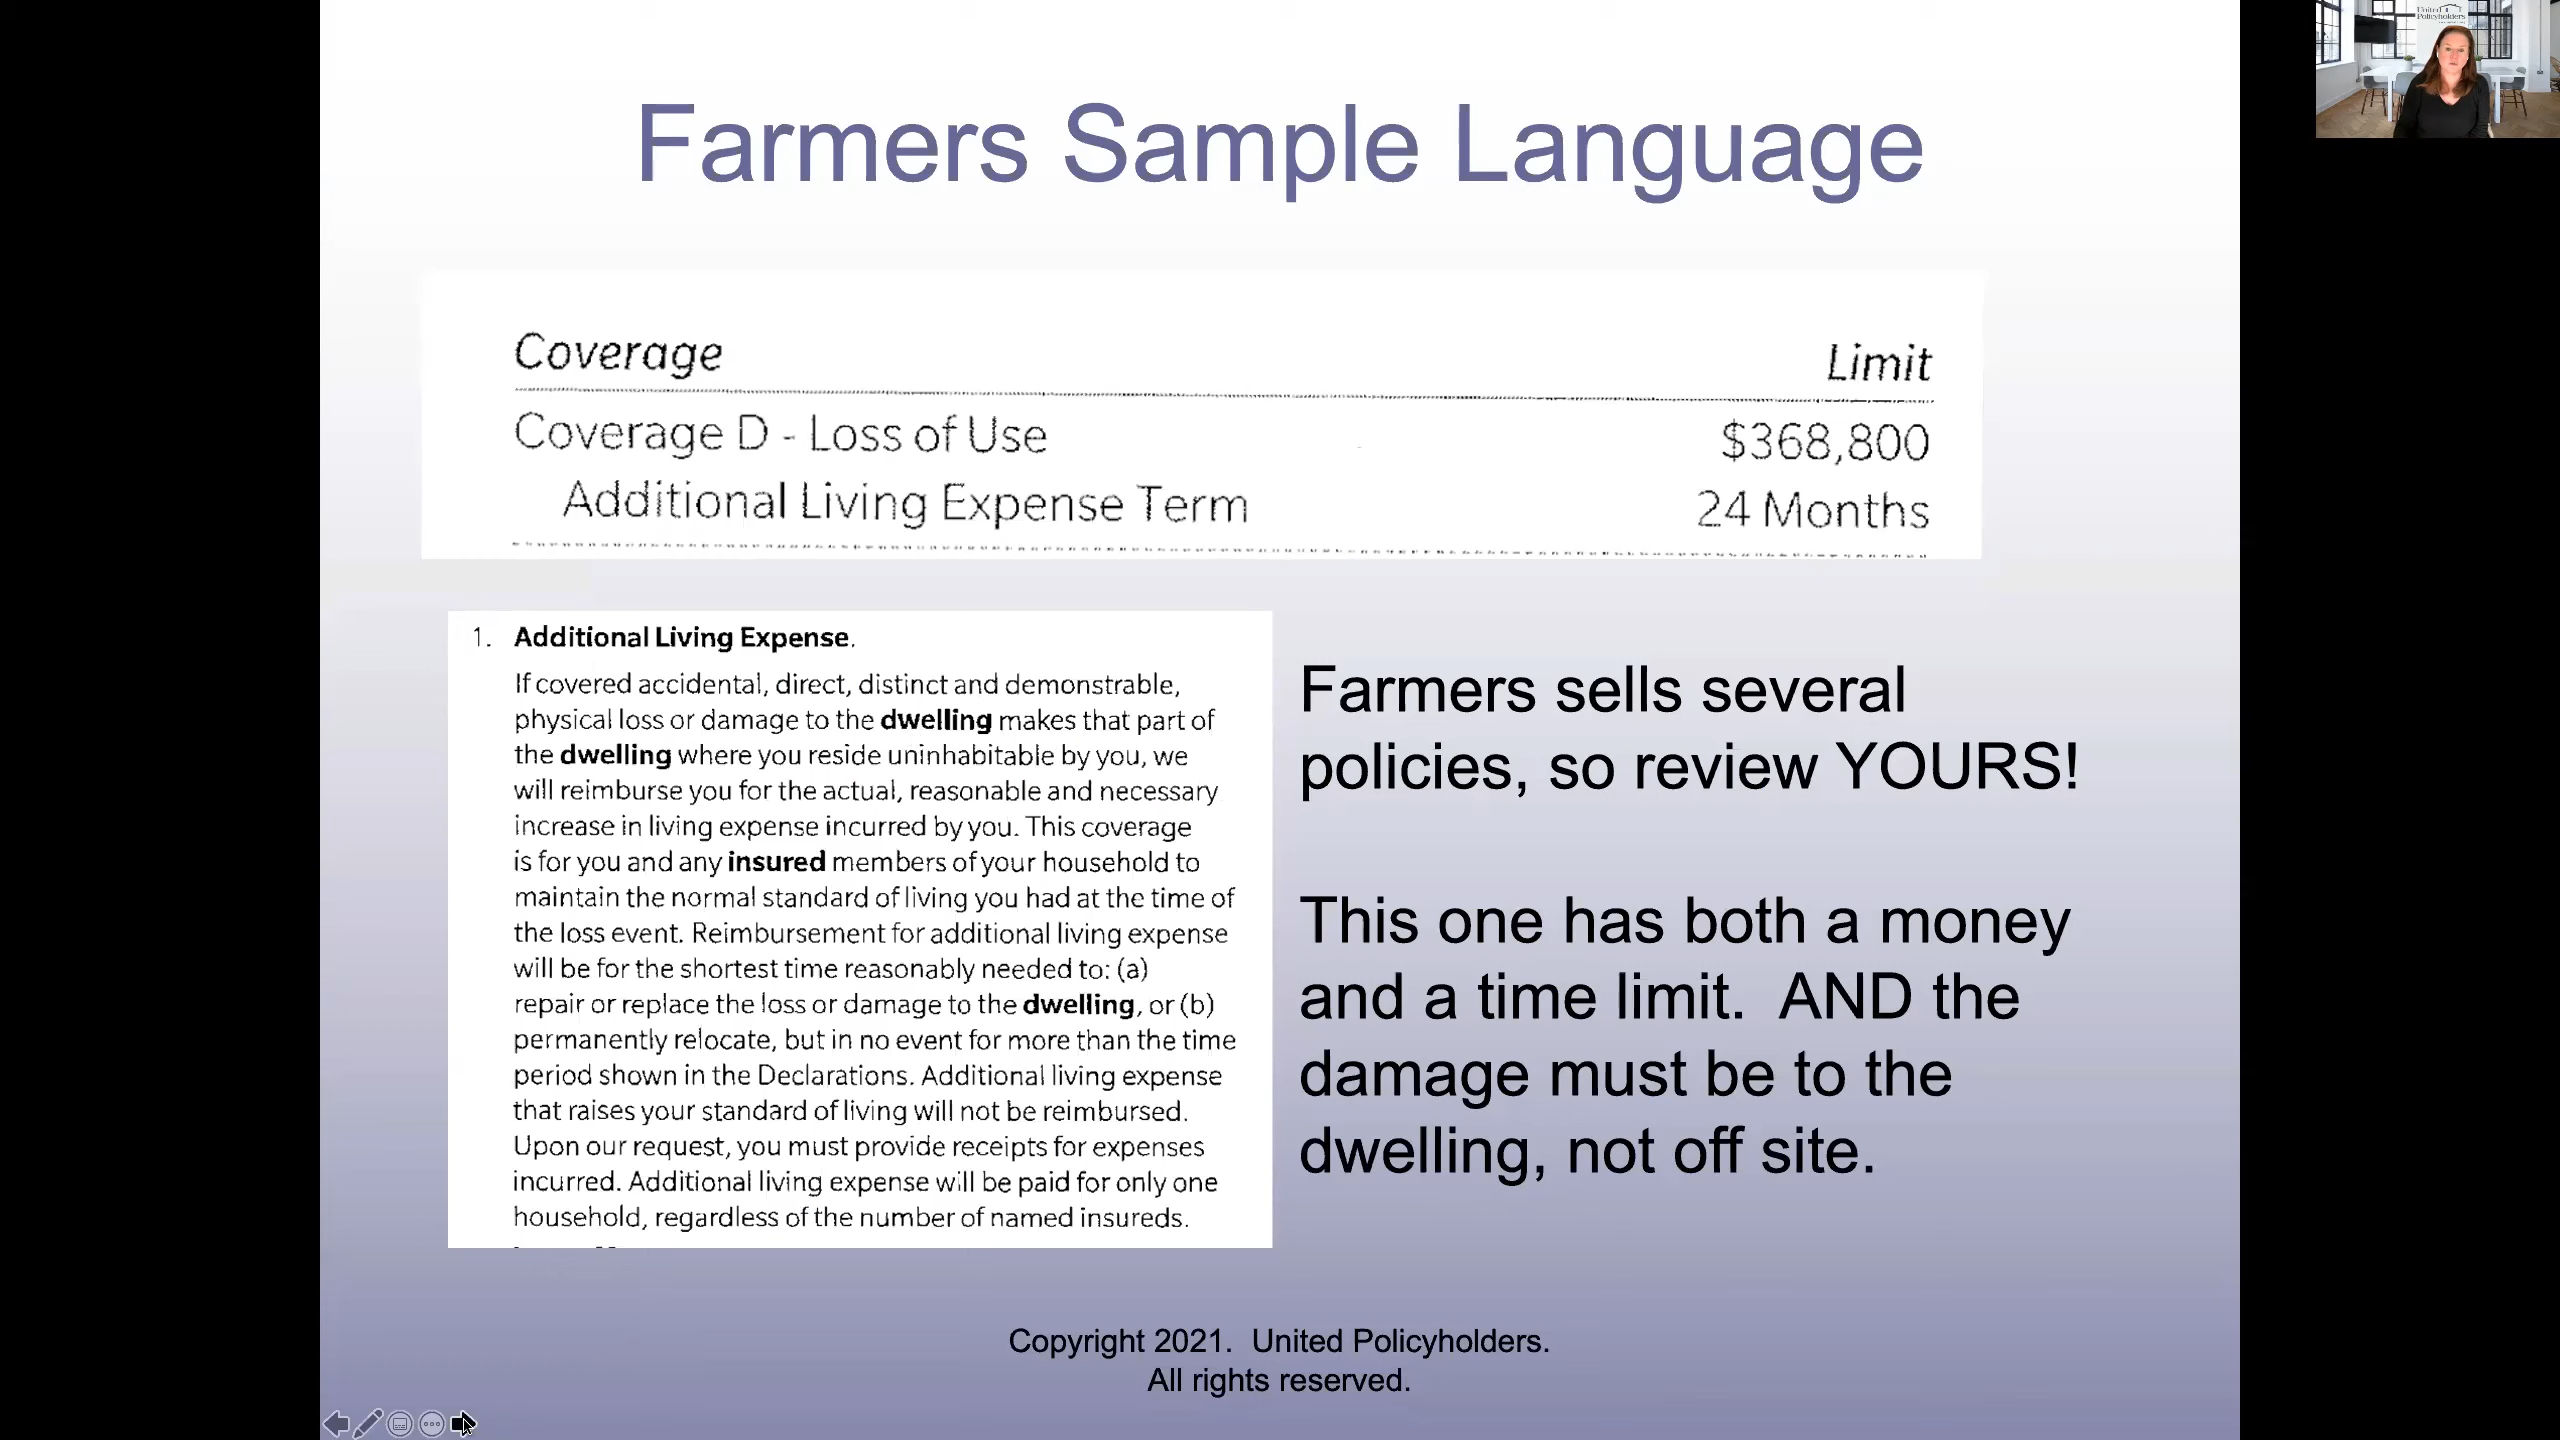 United
Policyholders
Farmers Sample Language
Coverage Limit
Coverage D - Loss of Use $368,800
Additional Living Expense Term 24 Months
1. Additional Living Expense.
If covered accidental, direct, distinct and demonstrable,
physical loss or damage to the dwelling makes that part of
the dwelling where you reside uninhabitable by you, we
will reimburse you for the actual, reasonable and necessary
increase in living expense incurred by you. This coverage
is for you and any insured members of your household to
maintain the normal standard of living you had at the time of
the loss event. Reimbursement for additional living expense
will be for the shortest time reasonably needed to: (a)
repair or replace the loss or damage to the dwelling, or (b)
permanently relocate, but in no event for more than the time
period shown in the Declarations. Additional living expense
that raises your standard of living will not be reimbursed.
Upon our request, you must provide receipts for expenses
incurred. Additional living expense will be paid for only one
household, regardless of the number of named insureds.
Farmers sells several
policies, so review YOURS!
This one has both a money
and a time limit.  AND the
damage must be to the
dwelling, not off site.
Copyright 2021.  United Policyholders.
All rights reserved.